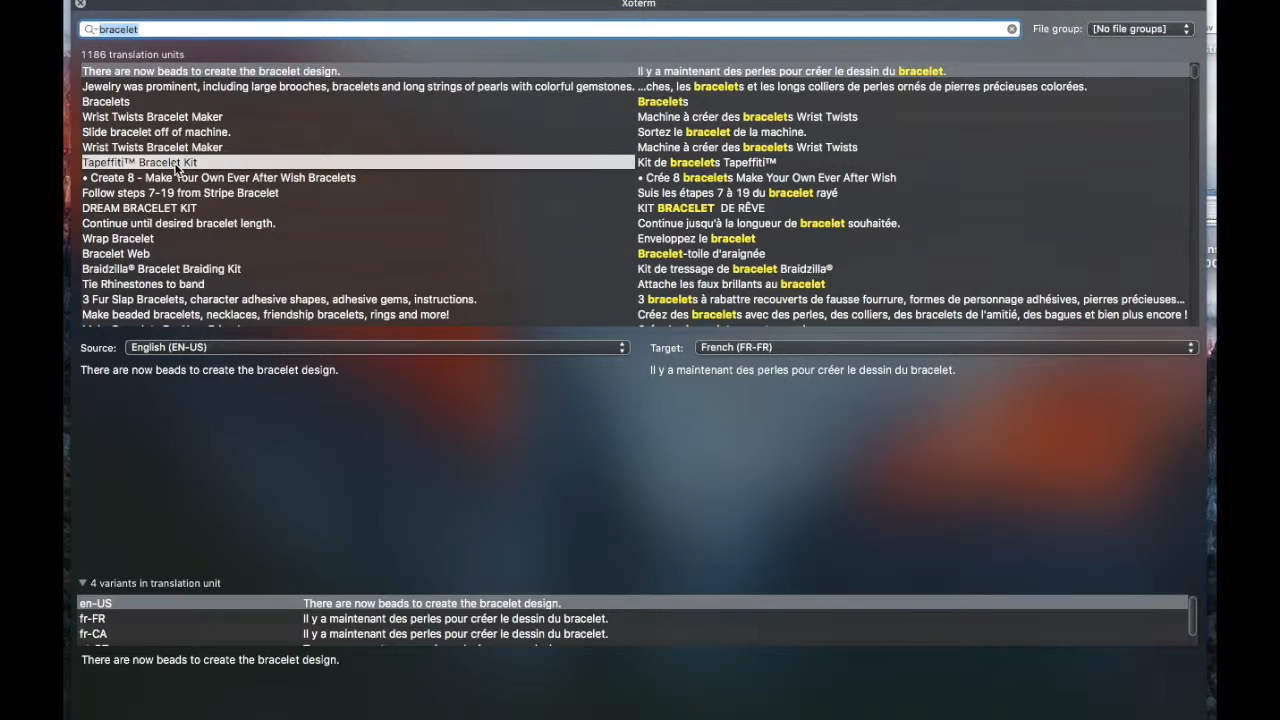 Xoterm
bracelet
File group: [No file groups]
1186 translation units
There are now beads to create the bracelet design. Il y a maintenant des perles pour créer le dessin du bracelet.
Jewelry was prominent, including large brooches, bracelets and long strings of pearls with colorful gemstones. ...ches, les bracelets et les longs colliers de perles ornés de pierres précieuses colorées.
Bracelets Bracelets
Wrist Twists Bracelet Maker Machine à créer des bracelets Wrist Twists
Slide bracelet off of machine. Sortez le bracelet de la machine.
Wrist Twists Bracelet Maker Machine à créer des bracelets Wrist Twists
Tapeffiti™ Bracelet Kit Kit de bracelets Tapeffiti™
• Create 8 - Make Your Own Ever After Wish Bracelets • Crée 8 bracelets Make Your Own Ever After Wish
Follow steps 7-19 from Stripe Bracelet Suis les étapes 7 à 19 du bracelet rayé
DREAM BRACELET KIT KIT BRACELET DE RÊVE
Continue until desired bracelet length. Continue jusqu'à la longueur de bracelet souhaitée.
Wrap Bracelet Enveloppez le bracelet
Bracelet Web Bracelet-toile d'araignée
Braidzilla® Bracelet Braiding Kit Kit de tressage de bracelet Braidzilla®
Tie Rhinestones to band Attache les faux brillants au bracelet
3 Fur Slap Bracelets, character adhesive shapes, adhesive gems, instructions. 3 bracelets à rabattre recouverts de fausse fourrure, formes de personnage adhésives, pierres précieuses...
Make beaded bracelets, necklaces, friendship bracelets, rings and more! Créez des bracelets avec des perles, des colliers, des bracelets de l'amitié, des bagues et bien plus encore !
Source: English (EN-US) Target: French (FR-FR)
There are now beads to create the bracelet design. Il y a maintenant des perles pour créer le dessin du bracelet.
4 variants in translation unit
en-US There are now beads to create the bracelet design.
fr-FR Il y a maintenant des perles pour créer le dessin du bracelet.
fr-CA Il y a maintenant des perles pour créer le dessin du bracelet.
There are now beads to create the bracelet design.